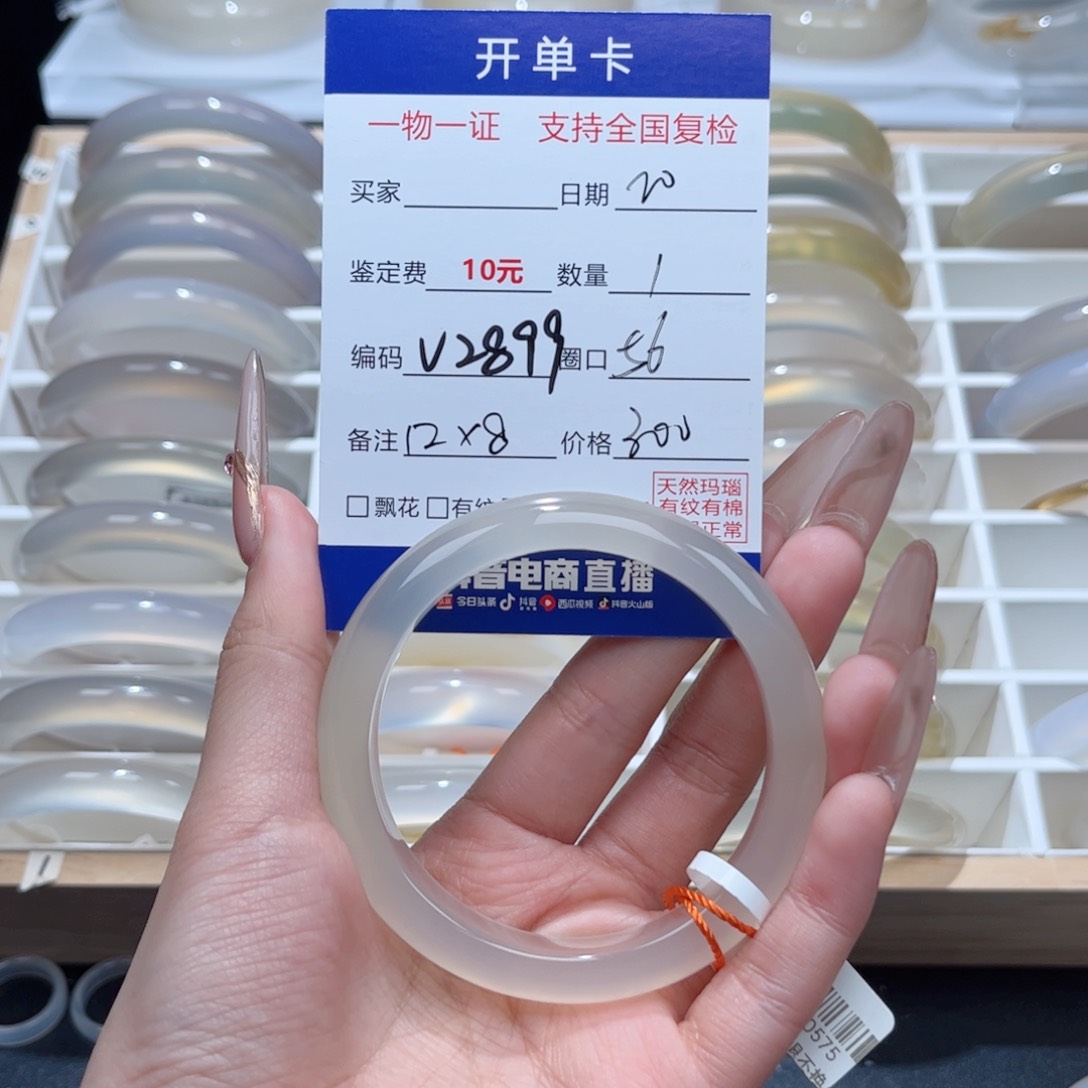 开单卡
一物一证 支持全国复检
买家 日期 20
鉴定费 10元 数量 1
编码 V2899 圈口 56
备注 12×8 价格 300
□飘花 □有纹
天然玛瑙
有纹有棉
正常
音电商直播
今日头条 抖音 西瓜视频 抖音火山版
0575